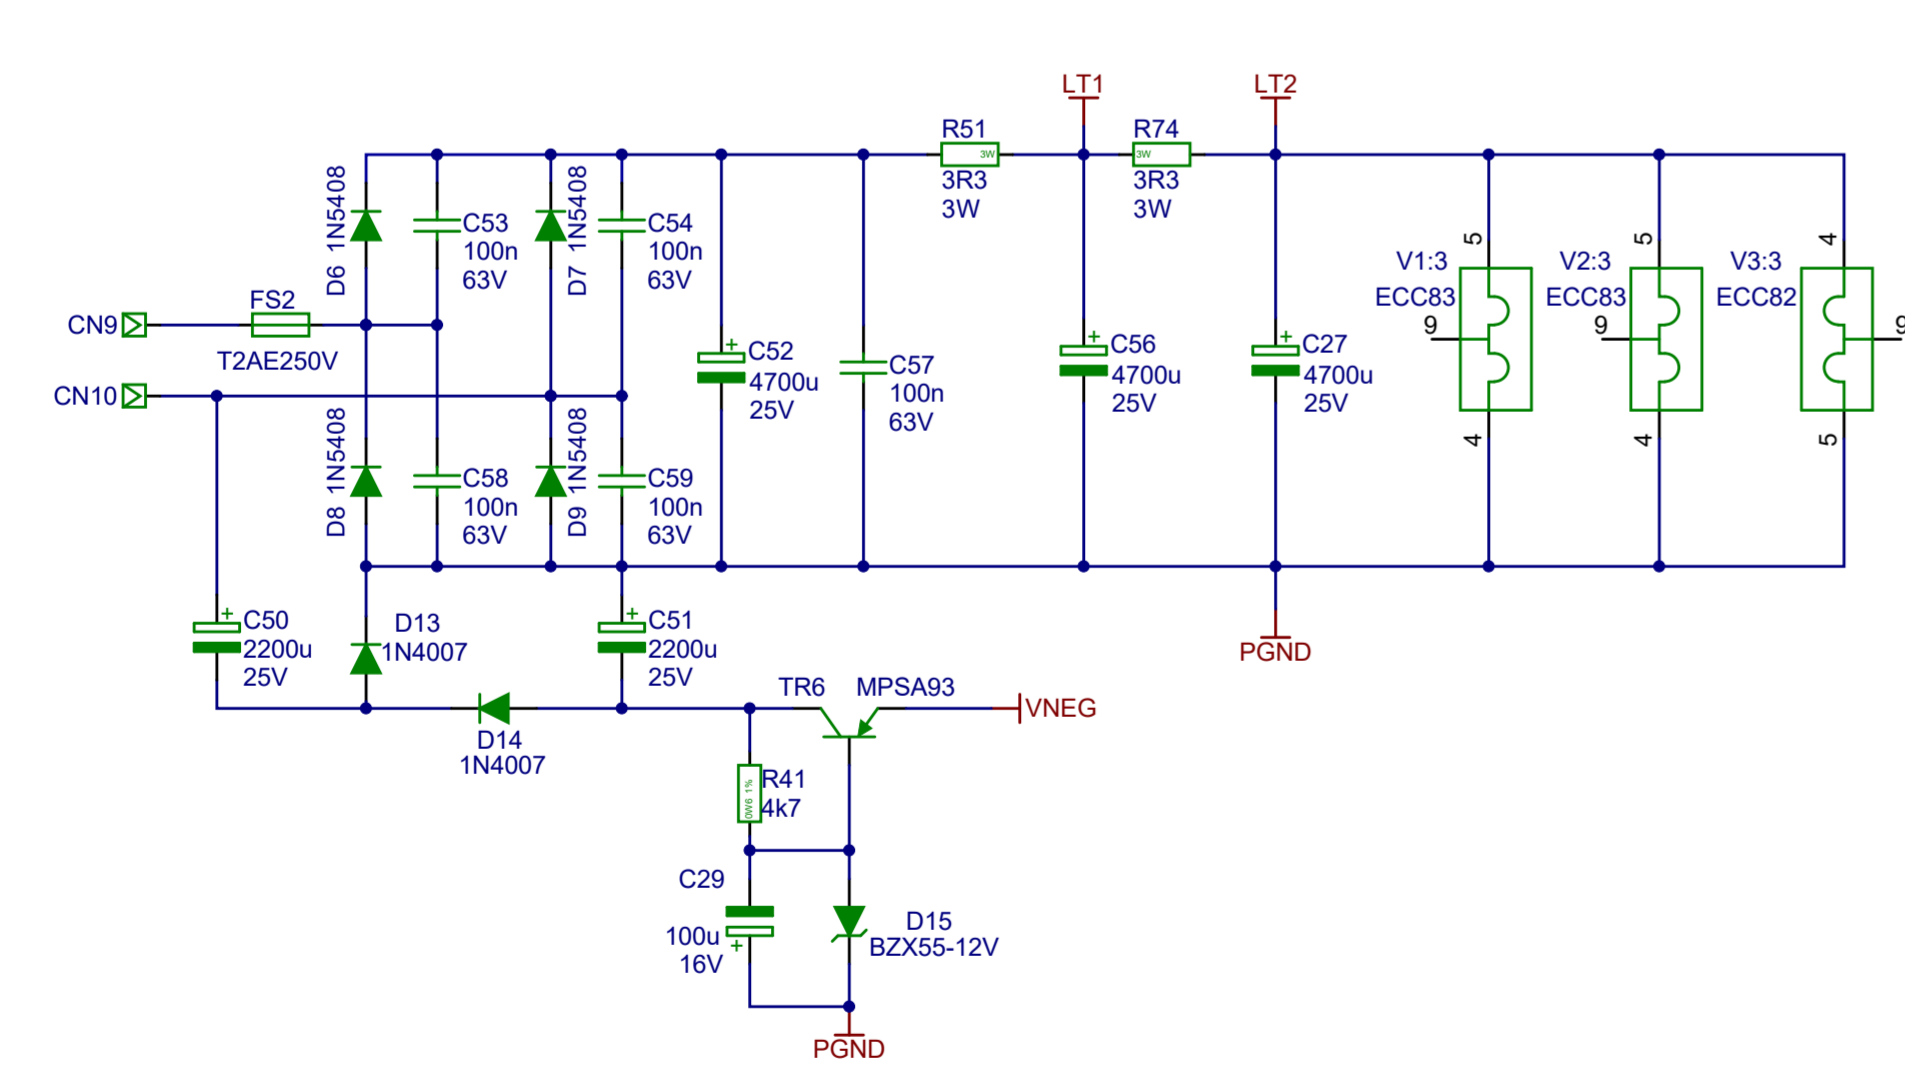 LT1
LT2
R51
3W
3R3
3W
R74
3W
3R3
3W
D6 1N5408
C53
100n
63V
D7 1N5408
C54
100n
63V
CN9
FS2
T2AE250V
CN10
C52
4700u
25V
C57
100n
63V
C56
4700u
25V
C27
4700u
25V
V1:3
ECC83
5
9
4
V2:3
ECC83
5
9
4
V3:3
ECC82
4
9
5
D8 1N5408
C58
100n
63V
D9 1N5408
C59
100n
63V
C50
2200u
25V
D13
1N4007
C51
2200u
25V
PGND
D14
1N4007
TR6
MPSA93
VNEG
R41
4k7
0W6 1%
C29
100u
16V
D15
BZX55-12V
PGND
+
+
+
+
+
+